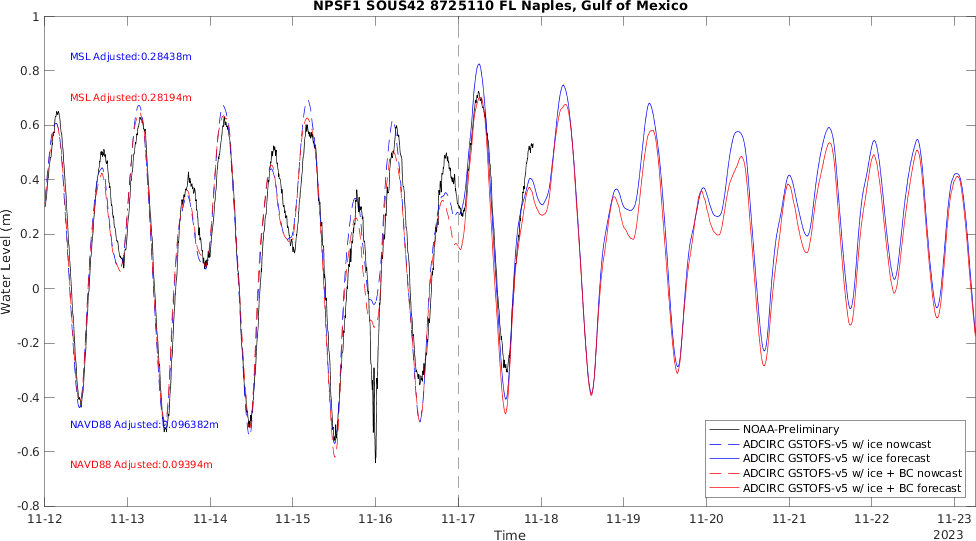 NPSF1 SOUS42 8725110 FL Naples, Gulf of Mexico
1
0.8
0.6
0.4
0.2
0
-0.2
-0.4
-0.6
-0.8
Water Level (m)
MSL Adjusted:0.28438m
MSL Adjusted:0.28194m
NAVD88 Adjusted:0.096382m
NAVD88 Adjusted:0.09394m
NOAA-Preliminary
ADCIRC GSTOFS-v5 w/ ice nowcast
ADCIRC GSTOFS-v5 w/ ice forecast
ADCIRC GSTOFS-v5 w/ ice + BC nowcast
ADCIRC GSTOFS-v5 w/ ice + BC forecast
11-12 11-13 11-14 11-15 11-16 11-17 11-18 11-19 11-20 11-21 11-22 11-23
Time
2023